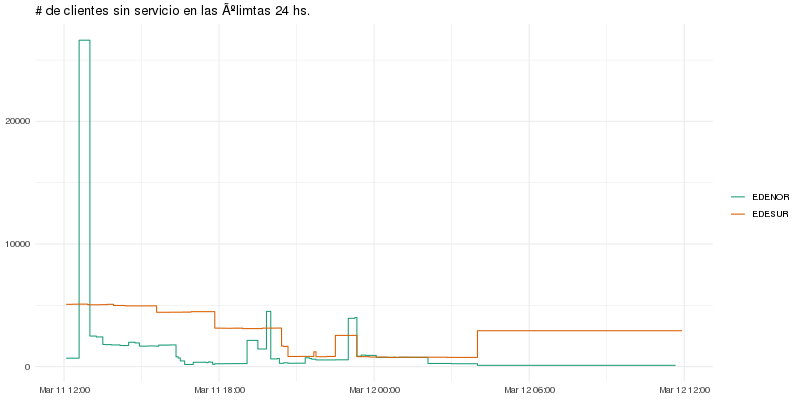 # de clientes sin servicio en las Ãºlimtas 24 hs.
20000
10000
0
Mar 11 12:00
Mar 11 18:00
Mar 12 00:00
Mar 12 06:00
Mar 12 12:00
EDENOR
EDESUR